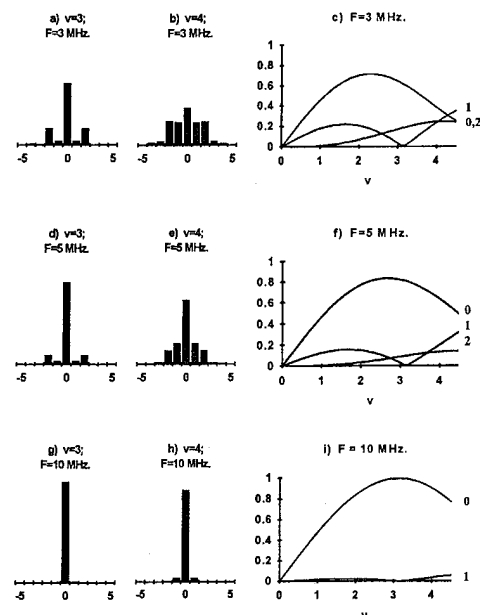 a) v=3;
F=3 MHz.
b) v=4;
F=3 MHz.
c) F=3 MHz.
1
0.8
0.6
0.4
0.2
0
0 1 2 3 4
v
1
0,2
-5 0 5
-5 0 5
d) v=3;
F=5 MHz.
e) v=4;
F=5 MHz.
f) F=5 MHz.
1
0.8
0.6
0.4
0.2
0
0 1 2 3 4
v
0
1
2
-5 0 5
-5 0 5
g) v=3;
F=10 MHz.
h) v=4;
F=10 MHz.
i) F = 10 MHz.
1
0.8
0.6
0.4
0.2
0
0 1 2 3 4
v
0
1
-5 0 5
-5 0 5